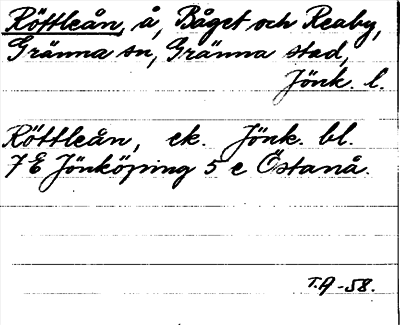 Röttleån, å, Båget och Reaby,
Gränna sn, Gränna stad,
Jönk. l.
Röttleån, ek. Jönk. bl.
7 E Jönköping 5 e Östanå.
T.A-58.